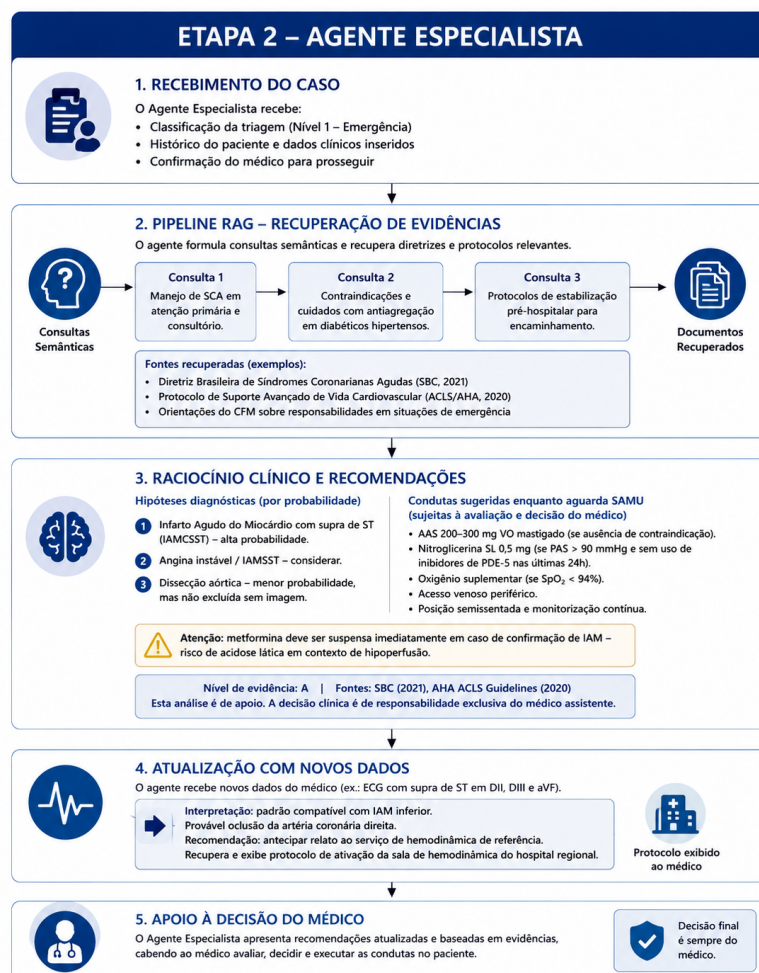 ETAPA 2 – AGENTE ESPECIALISTA
1. RECEBIMENTO DO CASO
O Agente Especialista recebe:
• Classificação da triagem (Nível 1 – Emergência)
• Histórico do paciente e dados clínicos inseridos
• Confirmação do médico para prosseguir
2. PIPELINE RAG – RECUPERAÇÃO DE EVIDÊNCIAS
O agente formula consultas semânticas e recupera diretrizes e protocolos relevantes.
?
Consultas
Semânticas
Consulta 1
Manejo de SCA em
atenção primária e
consultório.
Consulta 2
Contraindicações e
cuidados com antiagregação
em diabéticos hipertensos.
Consulta 3
Protocolos de estabilização
pré-hospitalar para
encaminhamento.
Documentos
Recuperados
Fontes recuperadas (exemplos):
• Diretriz Brasileira de Síndromes Coronarianas Agudas (SBC, 2021)
• Protocolo de Suporte Avançado de Vida Cardiovascular (ACLS/AHA, 2020)
• Orientações do CFM sobre responsabilidades em situações de emergência
3. RACIOCÍNIO CLÍNICO E RECOMENDAÇÕES
Hipóteses diagnósticas (por probabilidade)
1 Infarto Agudo do Miocárdio com supra de ST
(IAMCSST) – alta probabilidade.
2 Angina instável / IAMSST – considerar.
3 Dissecção aórtica – menor probabilidade,
mas não excluída sem imagem.
Condutas sugeridas enquanto aguarda SAMU
(sujeitas à avaliação e decisão do médico)
• AAS 200–300 mg VO mastigado (se ausência de contraindicação).
• Nitroglicerina SL 0,5 mg (se PAS > 90 mmHg e sem uso de
inibidores de PDE-5 nas últimas 24h).
• Oxigênio suplementar (se SpO₂ < 94%).
• Acesso venoso periférico.
• Posição semissentada e monitorização contínua.
Atenção: metformina deve ser suspensa imediatamente em caso de confirmação de IAM –
risco de acidose lática em contexto de hipoperfusão.
Nível de evidência: A | Fontes: SBC (2021), AHA ACLS Guidelines (2020)
Esta análise é de apoio. A decisão clínica é de responsabilidade exclusiva do médico assistente.
4. ATUALIZAÇÃO COM NOVOS DADOS
O agente recebe novos dados do médico (ex.: ECG com supra de ST em DII, DIII e aVF).
Interpretação: padrão compatível com IAM inferior.
Provável oclusão da artéria coronária direita.
Recomendação: antecipar relato ao serviço de hemodinâmica de referência.
Recupera e exibe protocolo de ativação da sala de hemodinâmica do hospital regional.
Protocolo exibido
ao médico
5. APOIO À DECISÃO DO MÉDICO
O Agente Especialista apresenta recomendações atualizadas e baseadas em evidências,
cabendo ao médico avaliar, decidir e executar as condutas no paciente.
Decisão final
é sempre do
médico.